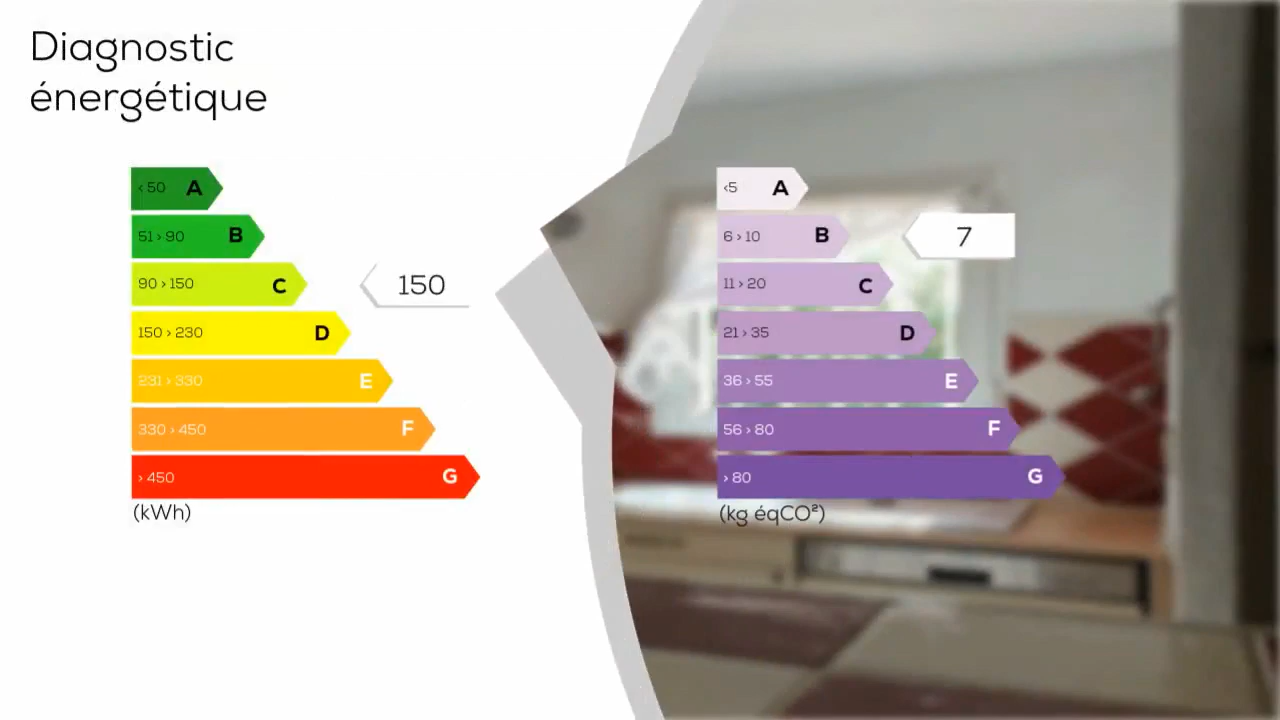 Diagnostic
énergétique
< 50 A
51 > 90 B
90 > 150 C
150
150 > 230 D
231 > 330 E
330 > 450 F
> 450 G
(kWh)
<5 A
6 > 10 B
7
11 > 20 C
21 > 35 D
36 > 55 E
56 > 80 F
> 80 G
(kg éqCO²)